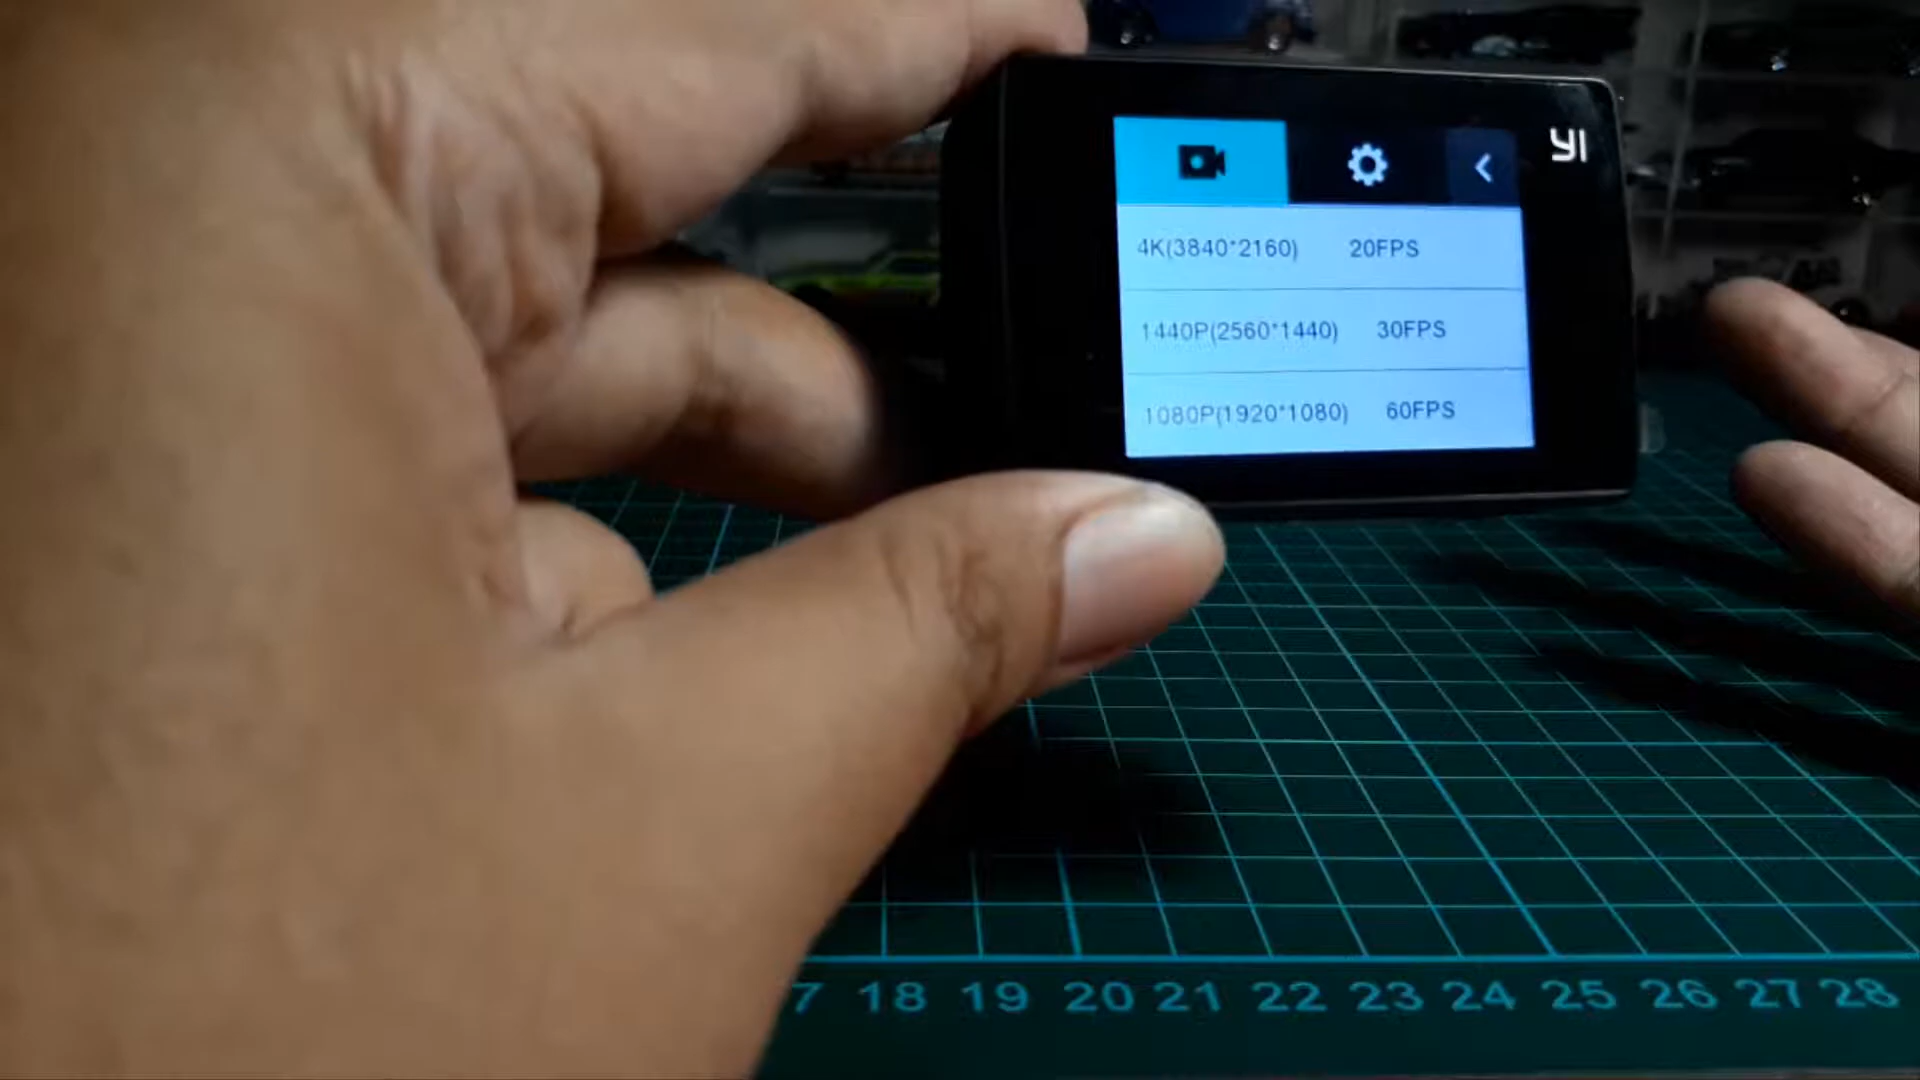 YI
4K(3840*2160) 20FPS
1440P(2560*1440) 30FPS
1080P(1920*1080) 60FPS
7 18 19 20 21 22 23 24 25 26 27 28